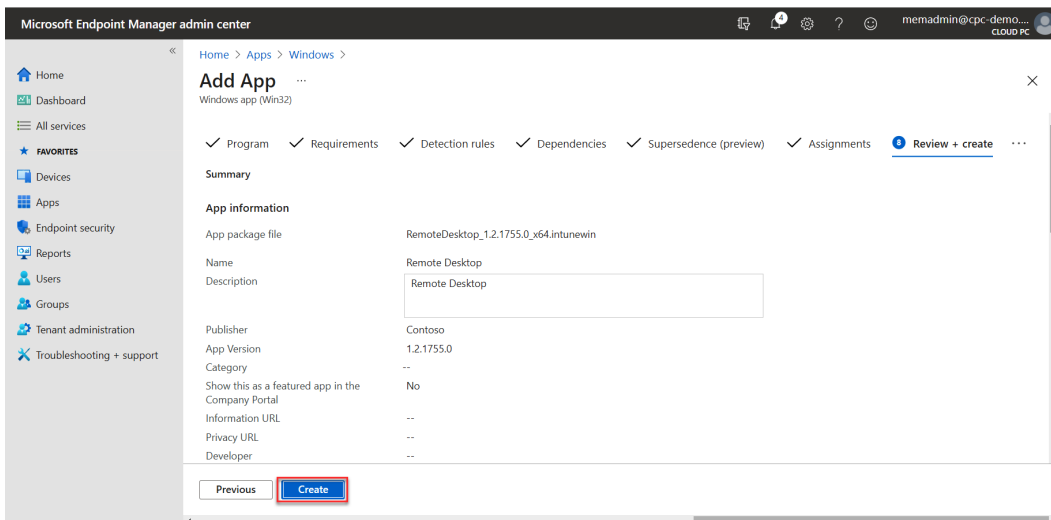 Microsoft Endpoint Manager admin center
4
?
memadmin@cpc-demo....
CLOUD PC
«
Home
Dashboard
All services
FAVORITES
Devices
Apps
Endpoint security
Reports
Users
Groups
Tenant administration
Troubleshooting + support
Home > Apps > Windows >
Add App ...
Windows app (Win32)
Program Requirements Detection rules Dependencies Supersedence (preview) Assignments 8 Review + create ...
Summary
App information
App package file RemoteDesktop_1.2.1755.0_x64.intunewin
Name Remote Desktop
Description Remote Desktop
Publisher Contoso
App Version 1.2.1755.0
Category --
Show this as a featured app in the No
Company Portal
Information URL --
Privacy URL --
Developer --
Previous Create